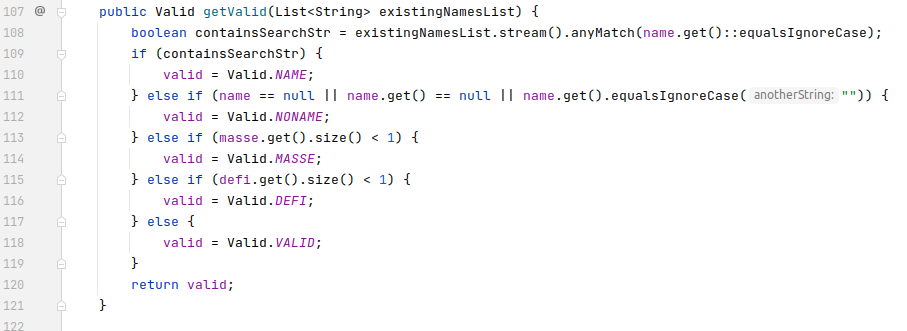 107 @ public Valid getValid(List<String> existingNamesList) {
108 boolean containsSearchStr = existingNamesList.stream().anyMatch(name.get()::equalsIgnoreCase);
109 if (containsSearchStr) {
110 valid = Valid.NAME;
111 } else if (name == null || name.get() == null || name.get().equalsIgnoreCase( anotherString: "")) {
112 valid = Valid.NONAME;
113 } else if (masse.get().size() < 1) {
114 valid = Valid.MASSE;
115 } else if (defi.get().size() < 1) {
116 valid = Valid.DEFI;
117 } else {
118 valid = Valid.VALID;
119 }
120 return valid;
121 }
122